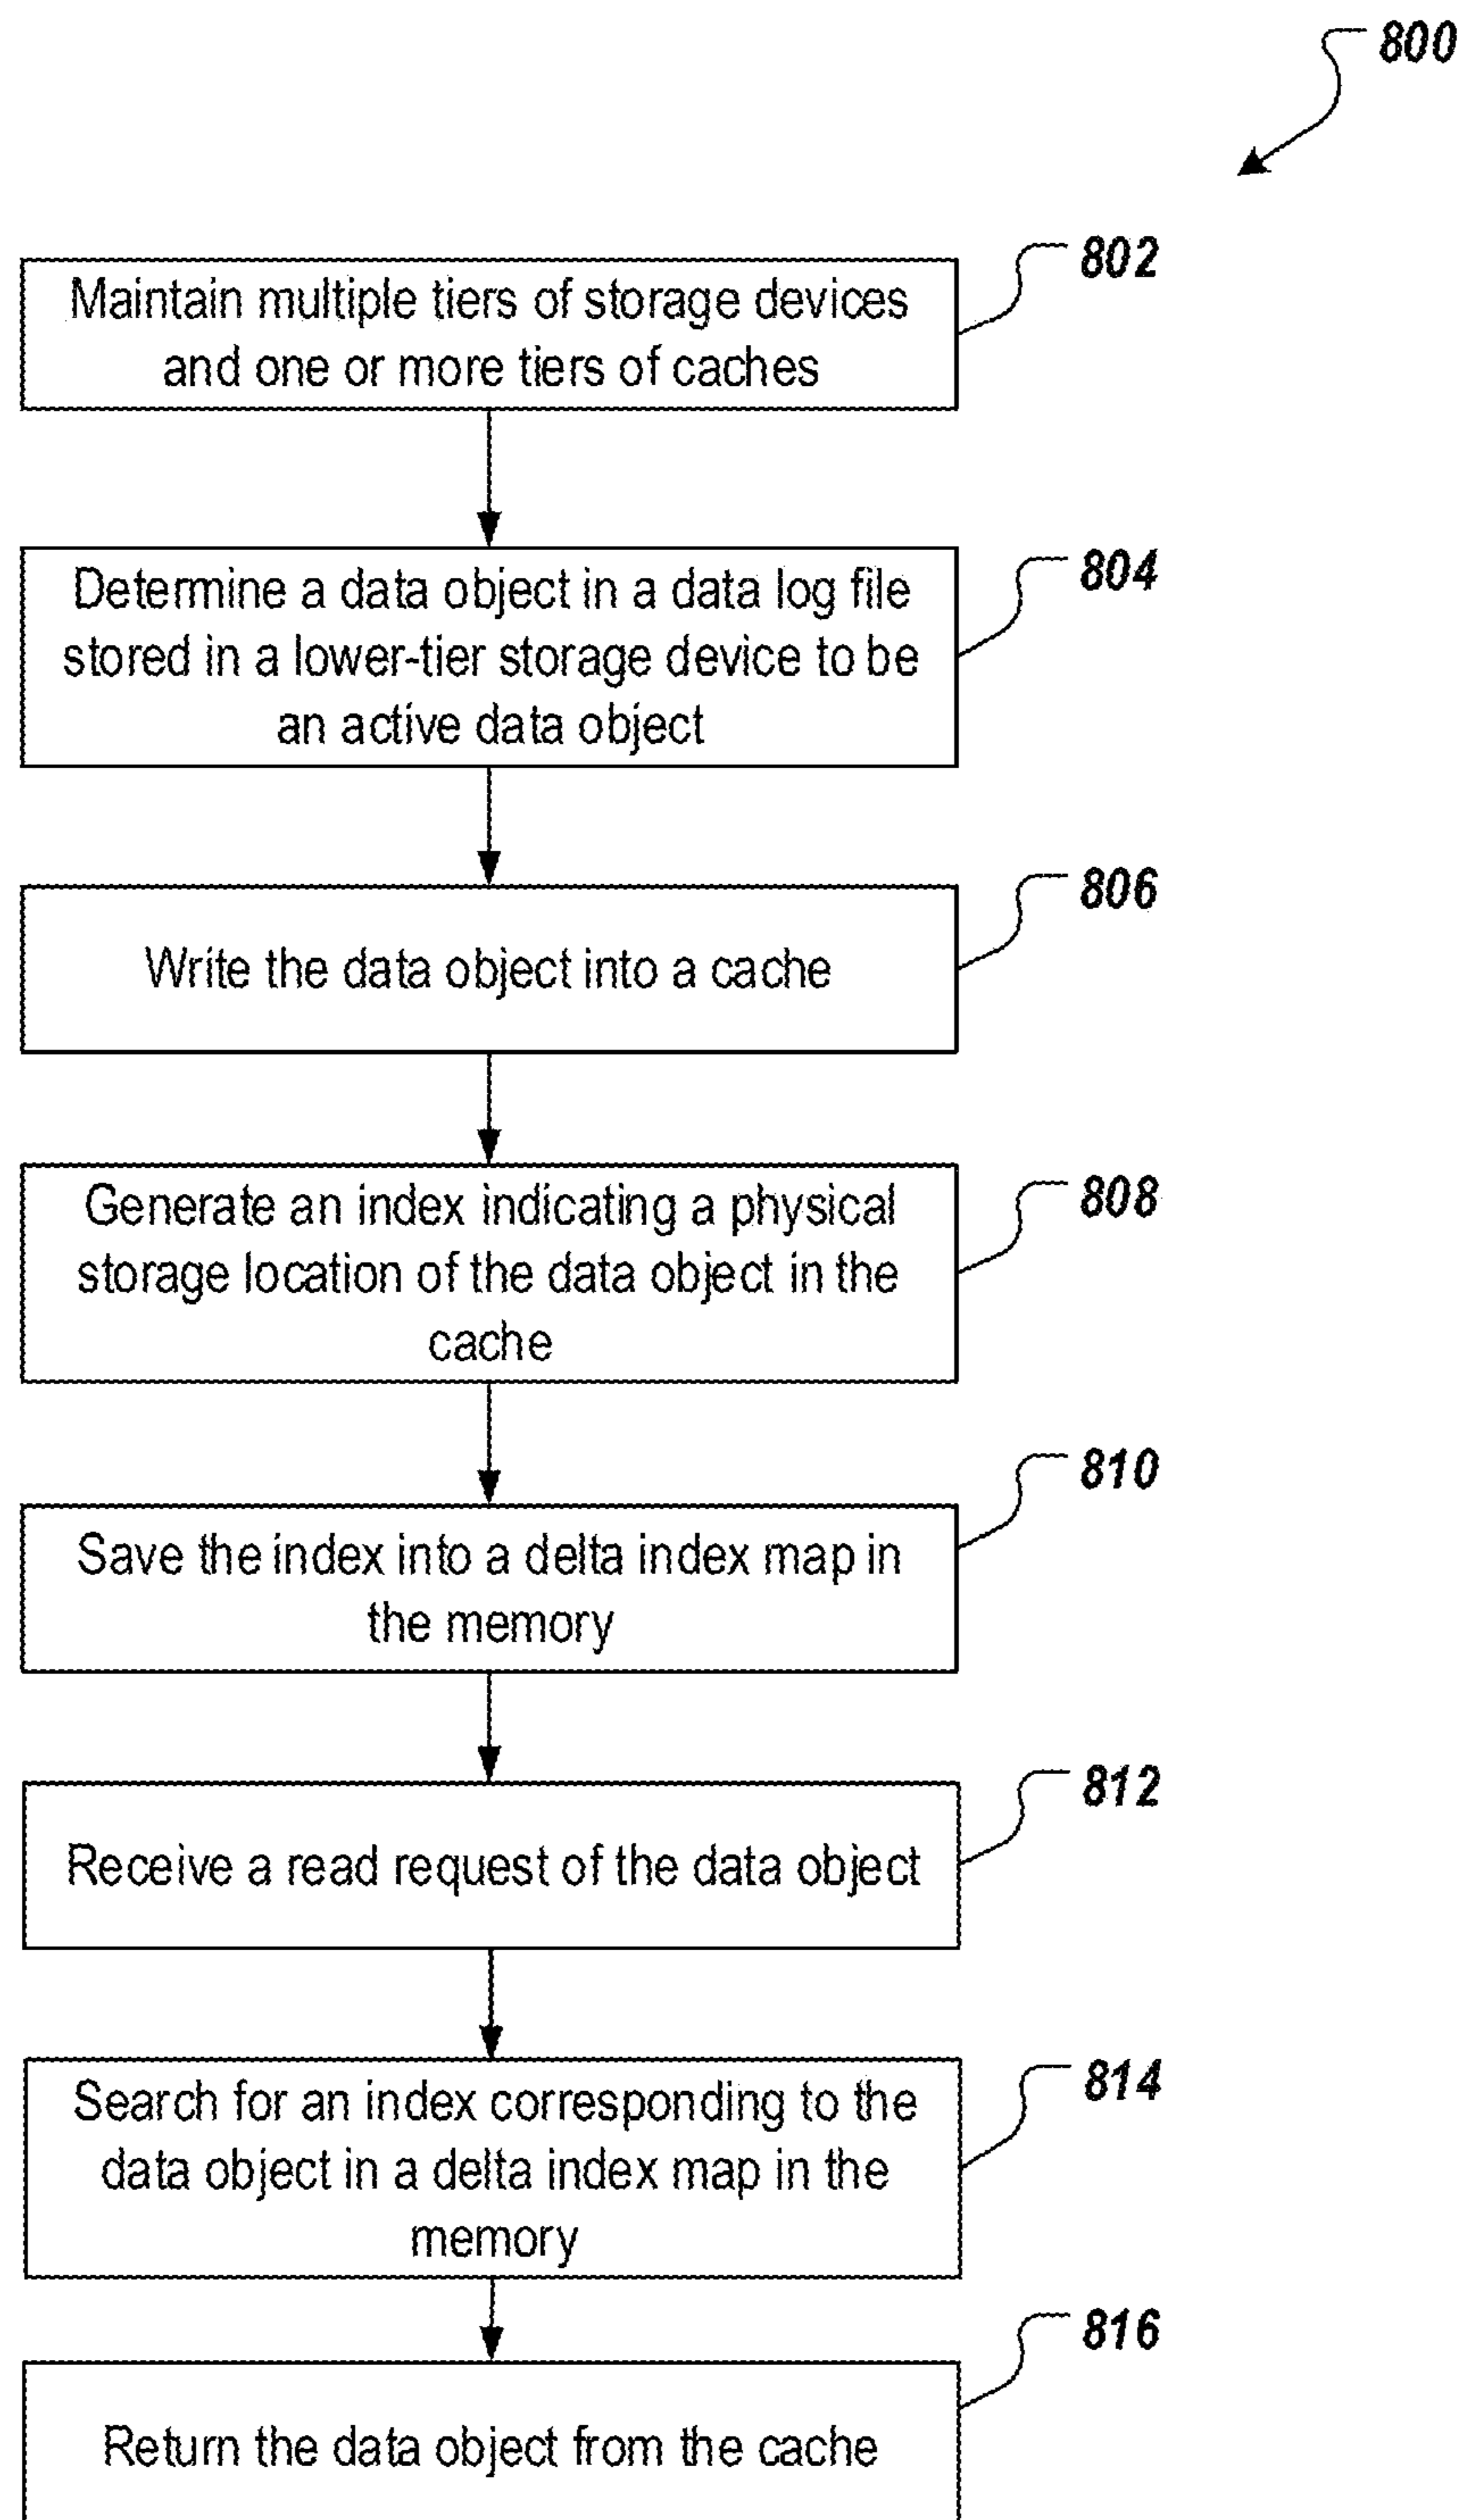 800
802
Maintain multiple tiers of storage devices
and one or more tiers of caches
804
Determine a data object in a data log file
stored in a lower-tier storage device to be
an active data object
806
Write the data object into a cache
808
Generate an index indicating a physical
storage location of the data object in the
cache
810
Save the index into a delta index map in
the memory
812
Receive a read request of the data object
814
Search for an index corresponding to the
data object in a delta index map in the
memory
816
Return the data object from the cache